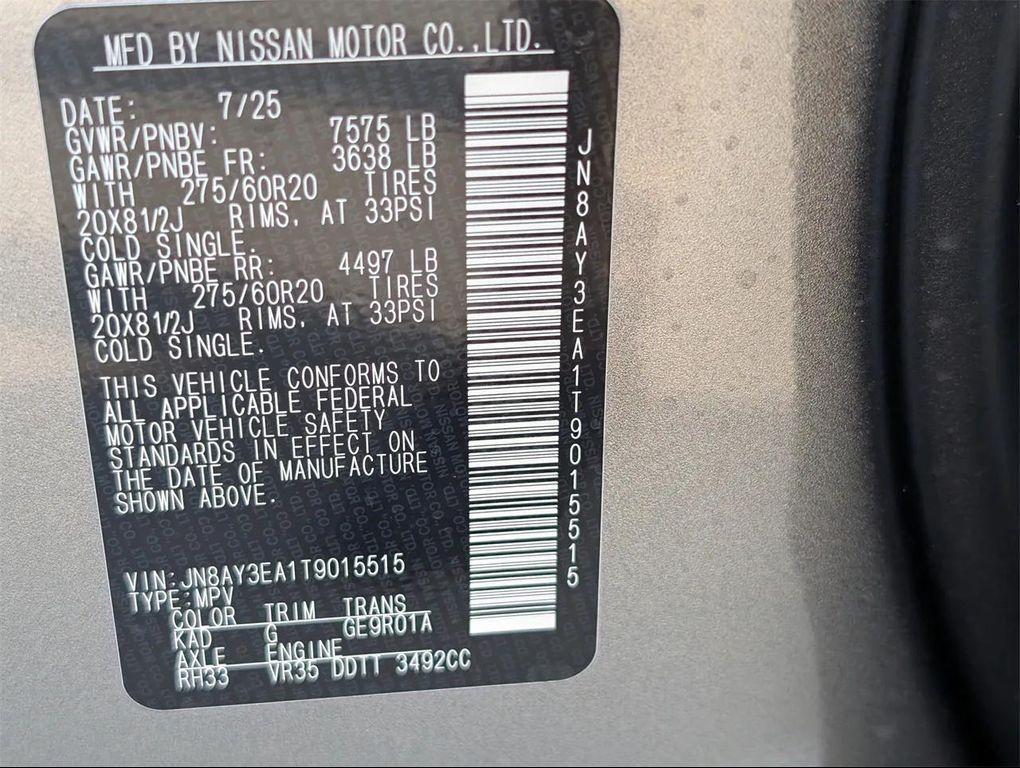 MFD BY NISSAN MOTOR CO.,LTD.
DATE: 7/25
GVWR/PNBV: 7575 LB
GAWR/PNBE FR: 3638 LB
WITH 275/60R20 TIRES
20X81/2J RIMS, AT 33PSI
COLD SINGLE.
GAWR/PNBE RR: 4497 LB
WITH 275/60R20 TIRES
20X81/2J RIMS, AT 33PSI
COLD SINGLE.
THIS VEHICLE CONFORMS TO
ALL APPLICABLE FEDERAL
MOTOR VEHICLE SAFETY
STANDARDS IN EFFECT ON
THE DATE OF MANUFACTURE
SHOWN ABOVE.
VIN:JN8AY3EA1T9015515
TYPE:MPV
COLOR TRIM TRANS
KAD G GE9R01A
AXLE ENGINE
RH33 VR35 DDTT 3492CC
JN8AY3EA1T9015515